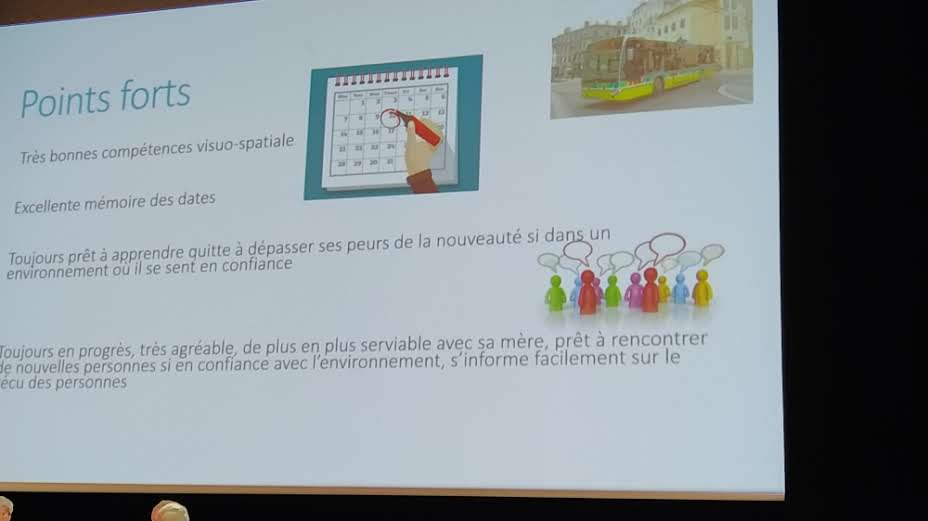 Points forts
Très bonnes compétences visuo-spatiale
Excellente mémoire des dates
Toujours prêt à apprendre quitte à dépasser ses peurs de la nouveauté si dans un
environnement où il se sent en confiance
Toujours en progrès, très agréable, de plus en plus serviable avec sa mère, prêt à rencontrer
de nouvelles personnes si en confiance avec l'environnement, s'informe facilement sur le
écu des personnes